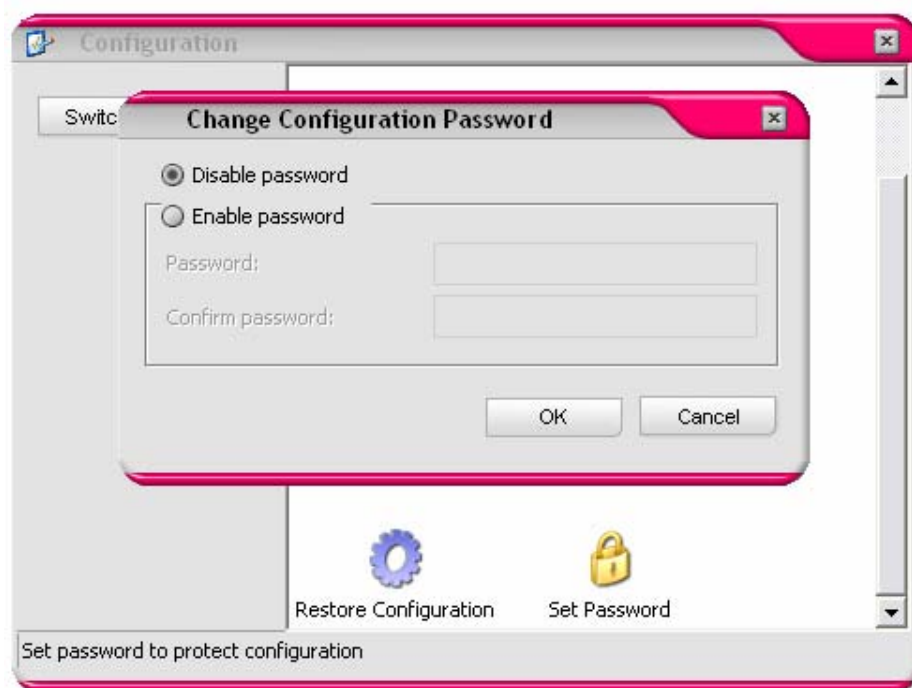 Configuration
Switc
Change Configuration Password
Disable password
Enable password
Password:
Confirm password:
OK
Cancel
Restore Configuration
Set Password
Set password to protect configuration